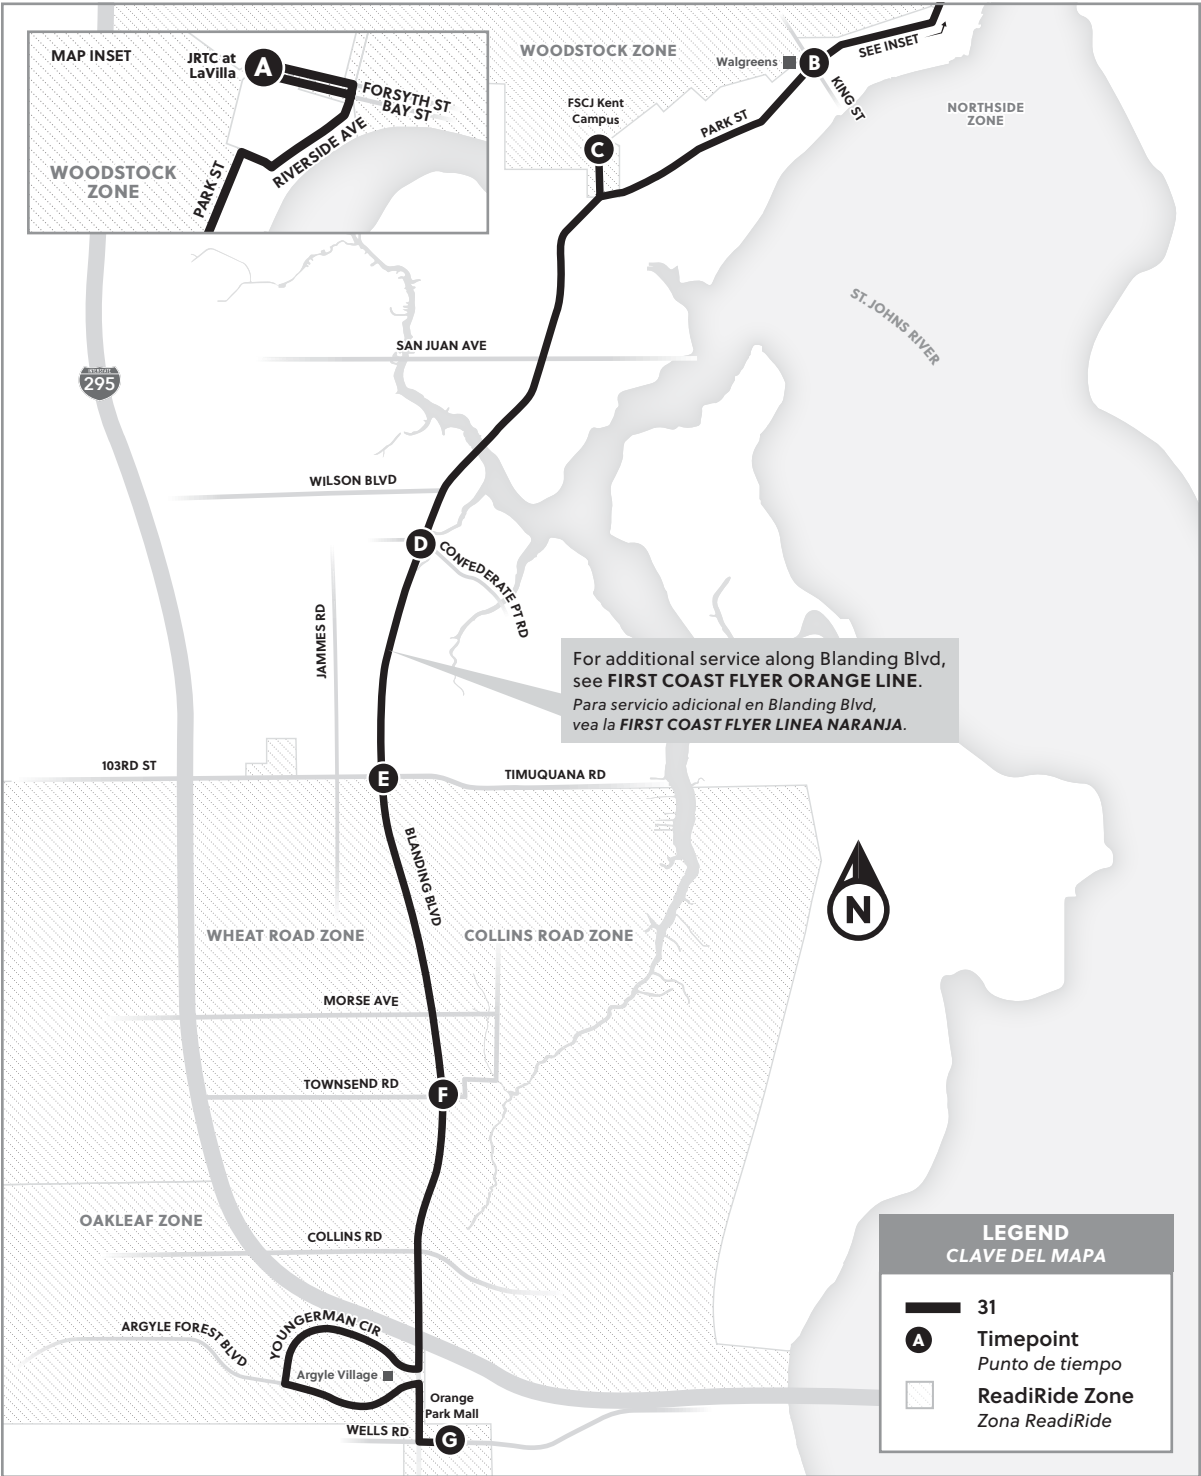 MAP INSET
JRTC at
LaVilla
A
FORSYTH ST
BAY ST
RIVERSIDE AVE
PARK ST
WOODSTOCK
ZONE
WOODSTOCK ZONE
Walgreens
B
SEE INSET
KING ST
NORTHSIDE
ZONE
FSCJ Kent
Campus
C
PARK ST
ST. JOHNS RIVER
SAN JUAN AVE
INTERSTATE
295
WILSON BLVD
D
CONFEDERATE PT RD
JAMMES RD
For additional service along Blanding Blvd,
see FIRST COAST FLYER ORANGE LINE.
Para servicio adicional en Blanding Blvd,
vea la FIRST COAST FLYER LINEA NARANJA.
103RD ST
E
TIMUQUANA RD
BLANDING BLVD
N
WHEAT ROAD ZONE
COLLINS ROAD ZONE
MORSE AVE
TOWNSEND RD
F
OAKLEAF ZONE
COLLINS RD
ARGYLE FOREST BLVD
YOUNGERMAN CIR
Argyle Village
Orange
Park Mall
WELLS RD
G
LEGEND
CLAVE DEL MAPA
31
A
Timepoint
Punto de tiempo
ReadiRide Zone
Zona ReadiRide